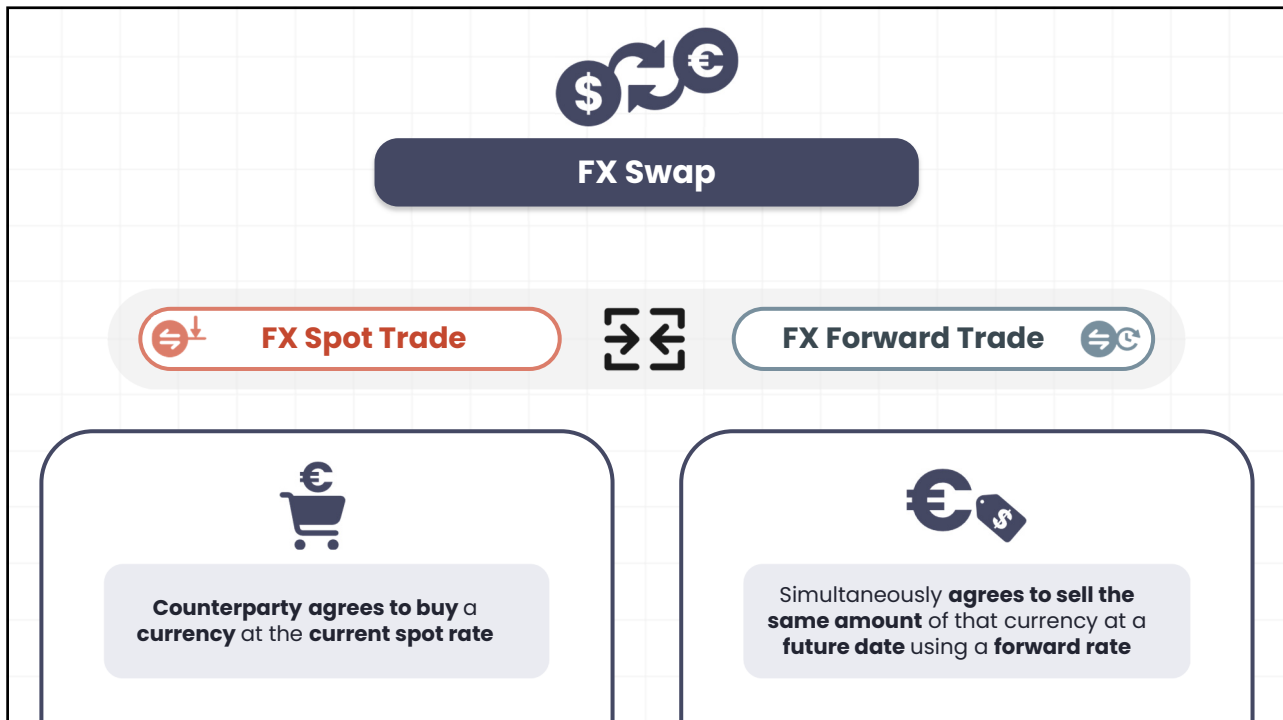 $ €
FX Swap
FX Spot Trade
FX Forward Trade
€
€ $
Counterparty agrees to buy a
currency at the current spot rate
Simultaneously agrees to sell the
same amount of that currency at a
future date using a forward rate